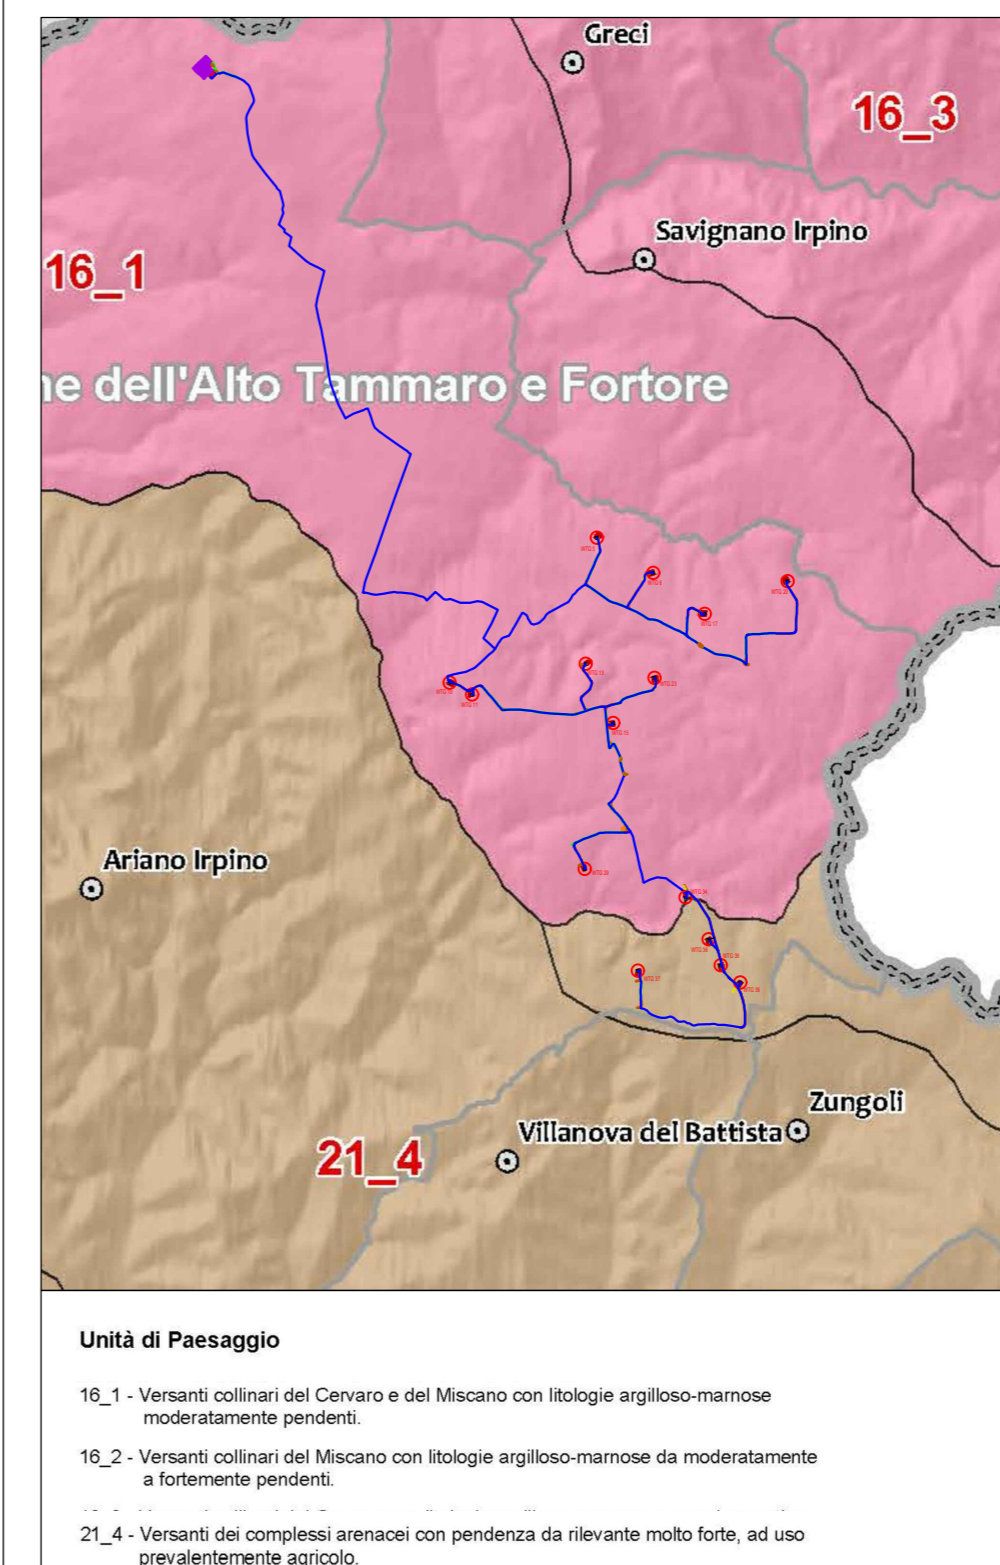 Greci
16_3
Savignano Irpino
16_1
ne dell'Alto Tammaro e Fortore
Ariano Irpino
Zungoli
Villanova del Battista
21_4
Unità di Paesaggio
16_1 - Versanti collinari del Cervaro e del Miscano con litologie argilloso-marnose
moderatamente pendenti.
16_2 - Versanti collinari del Miscano con litologie argilloso-marnose da moderatamente
a fortemente pendenti.
21_4 - Versanti dei complessi arenacei con pendenza da rilevante molto forte, ad uso
prevalentemente agricolo.